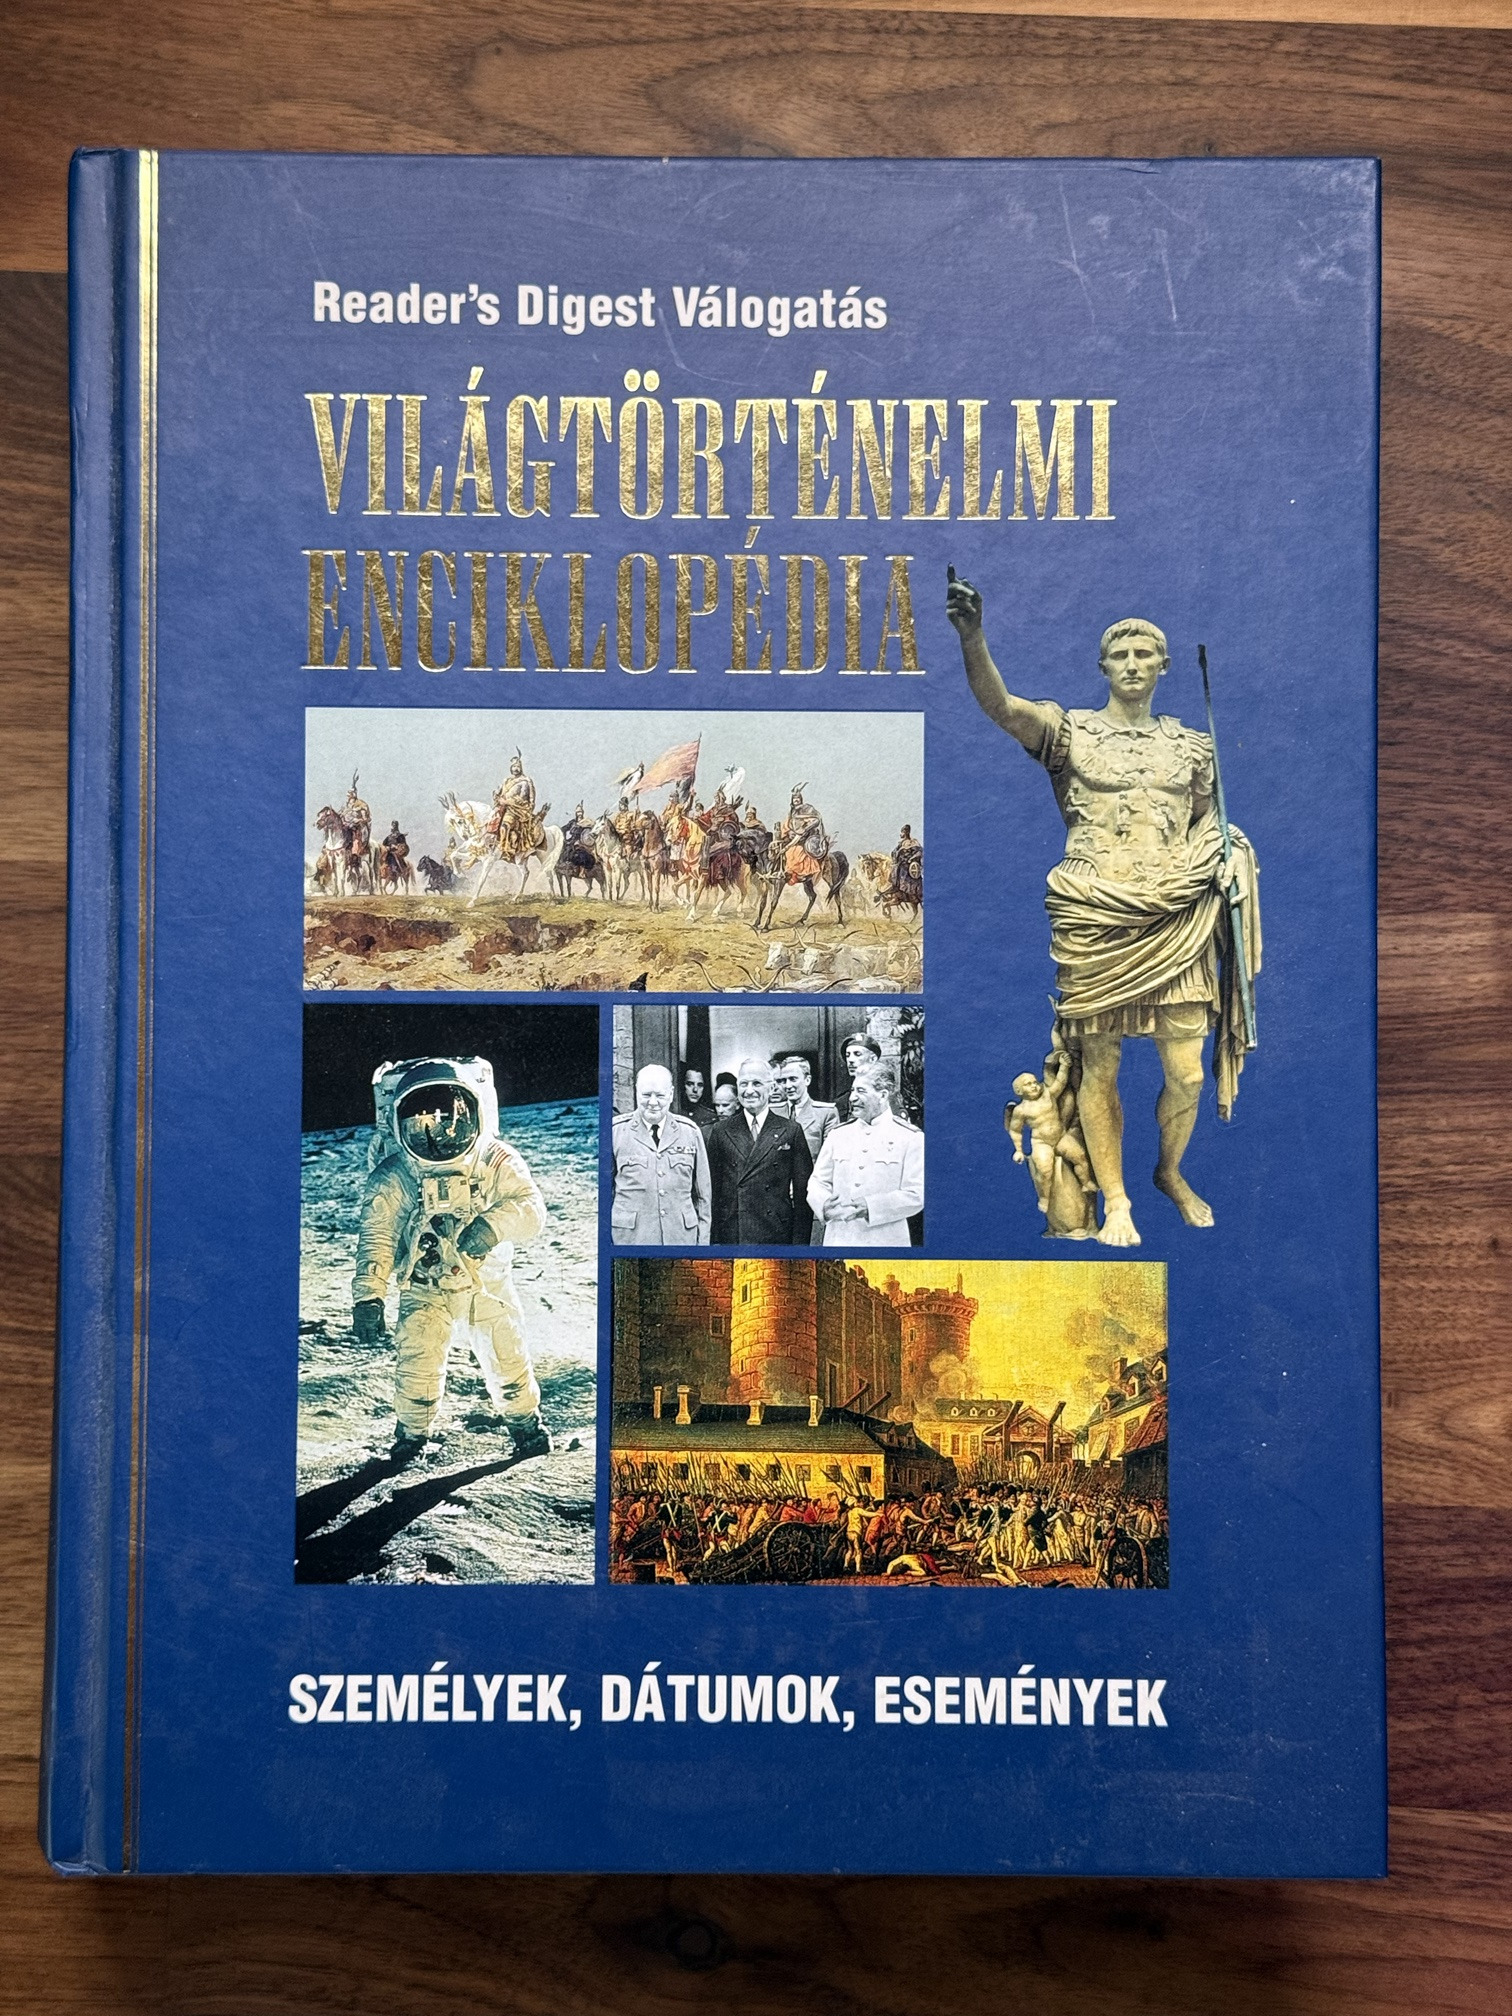 Reader's Digest Válogatás
VILÁGTÖRTÉNELMI
ENCIKLOPÉDIA
SZEMÉLYEK, DÁTUMOK, ESEMÉNYEK